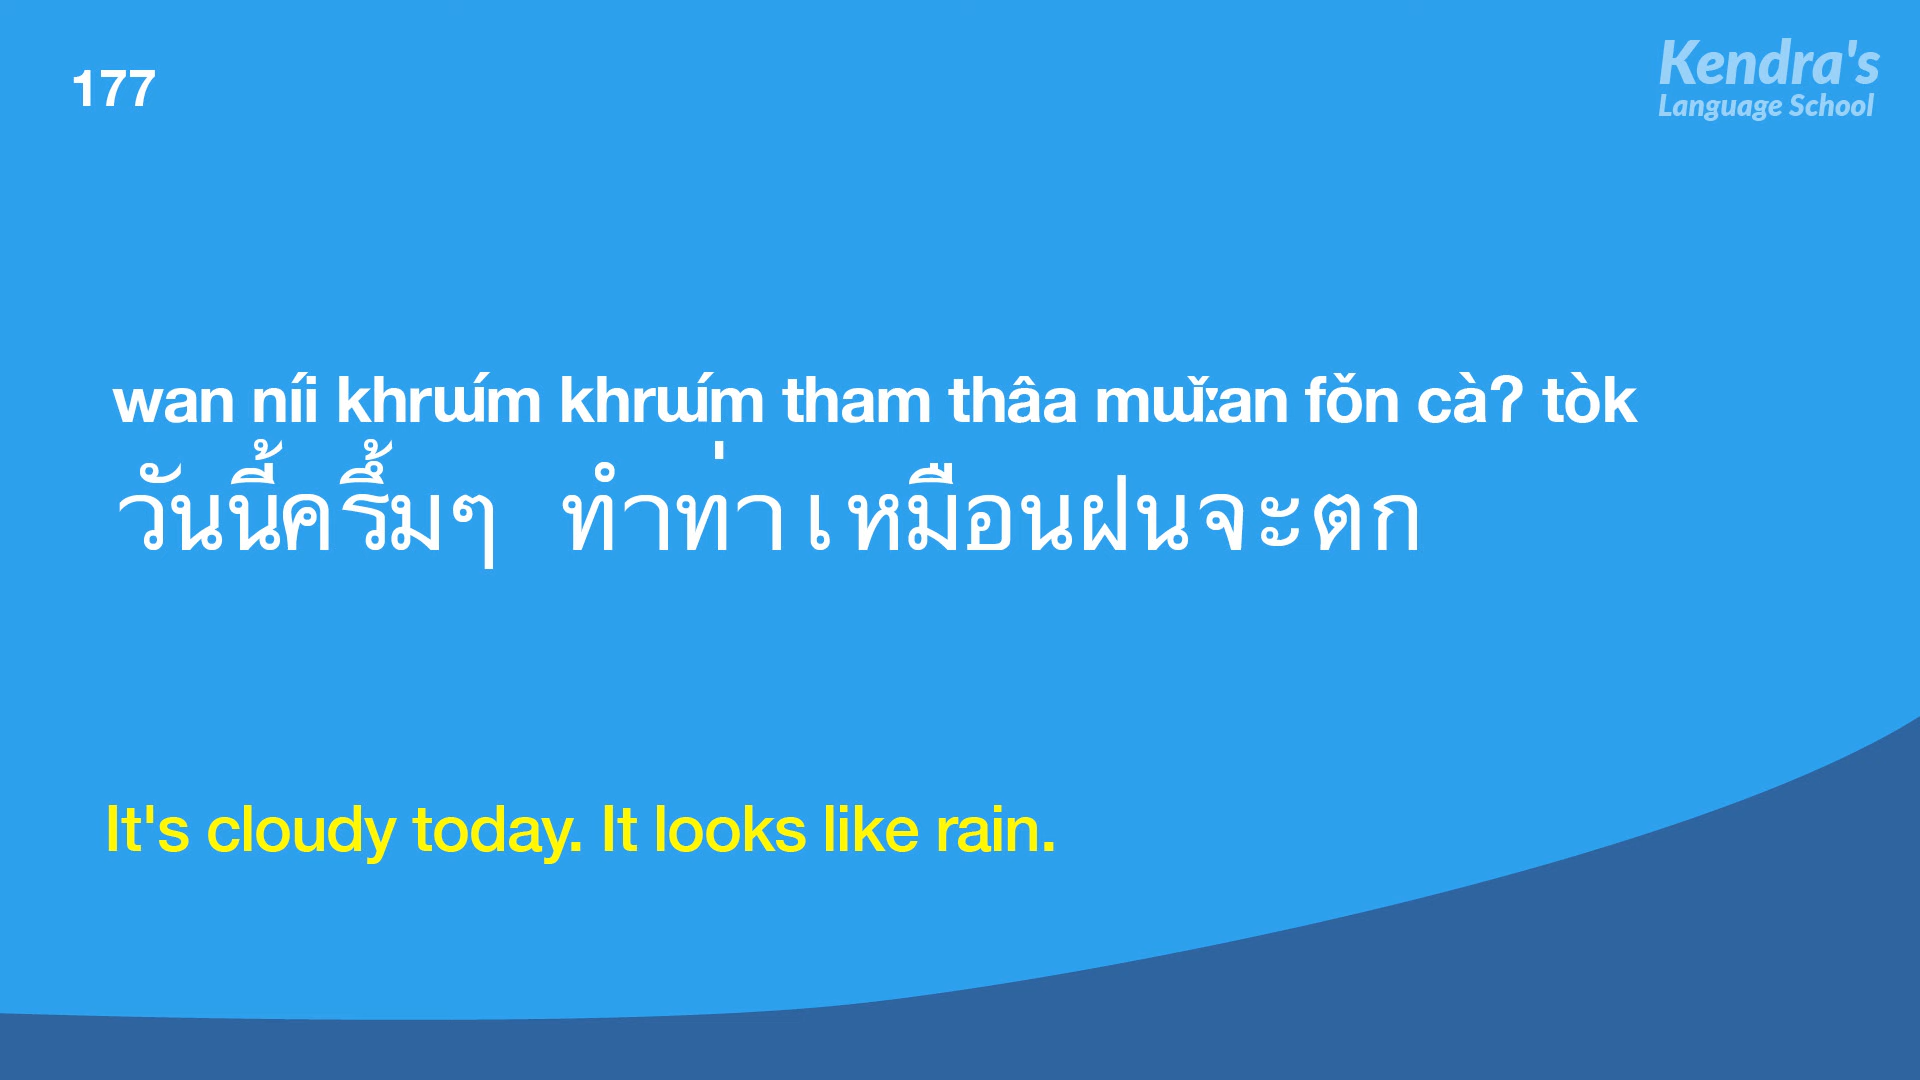 177
Kendra's
Language School
wan níi khrɯ́m khrɯ́m tham thâa mɯ̌ːan fǒn càʔ tòk
วันนี้ครึ้มๆ ทำท่าเหมือนฝนจะตก
It's cloudy today. It looks like rain.